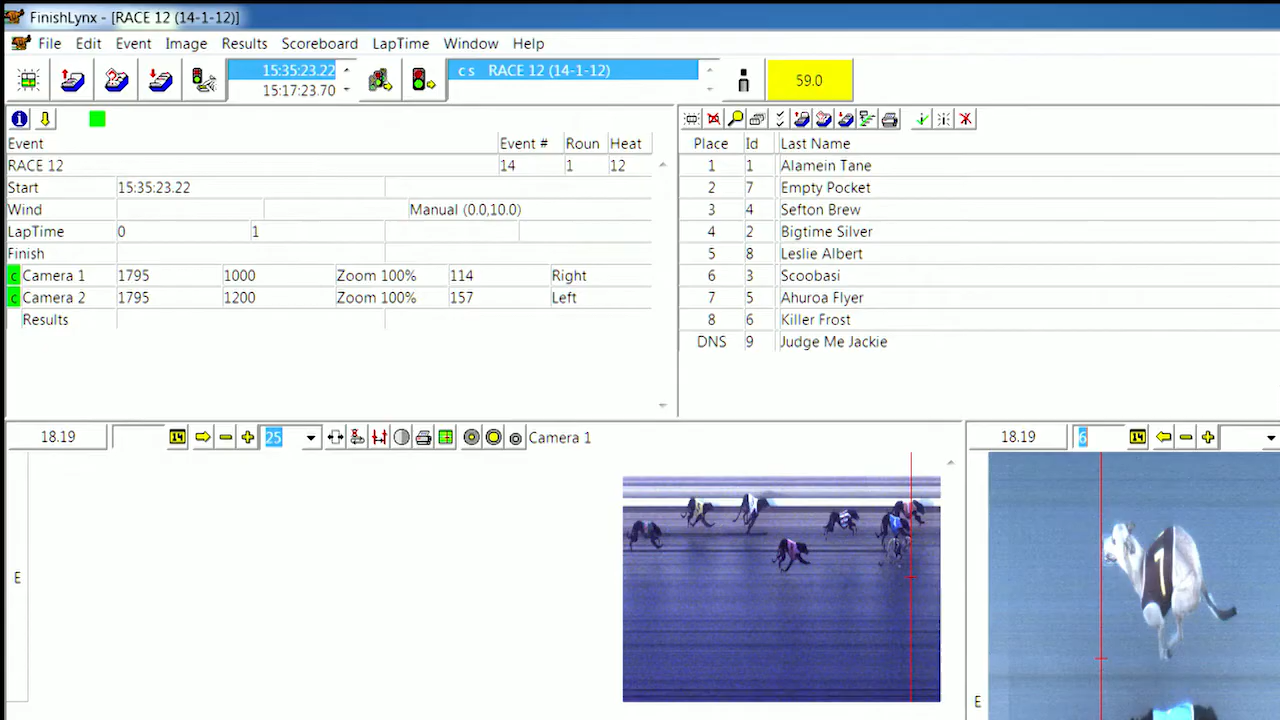 FinishLynx - [RACE 12 (14-1-12)]
File Edit Event Image Results Scoreboard LapTime Window Help
15:35:23.22
15:17:23.70
c s RACE 12 (14-1-12)
59.0
Event Event # Roun Heat
RACE 12 14 1 12
Start 15:35:23.22
Wind Manual (0.0,10.0)
LapTime 0 1
Finish
c Camera 1 1795 1000 Zoom 100% 114 Right
c Camera 2 1795 1200 Zoom 100% 157 Left
Results
Place Id Last Name
1 1 Alamein Tane
2 7 Empty Pocket
3 4 Sefton Brew
4 2 Bigtime Silver
5 8 Leslie Albert
6 3 Scoobasi
7 5 Ahuroa Flyer
8 6 Killer Frost
DNS 9 Judge Me Jackie
18.19 14 25 Camera 1
E
18.19 6 14
1
E